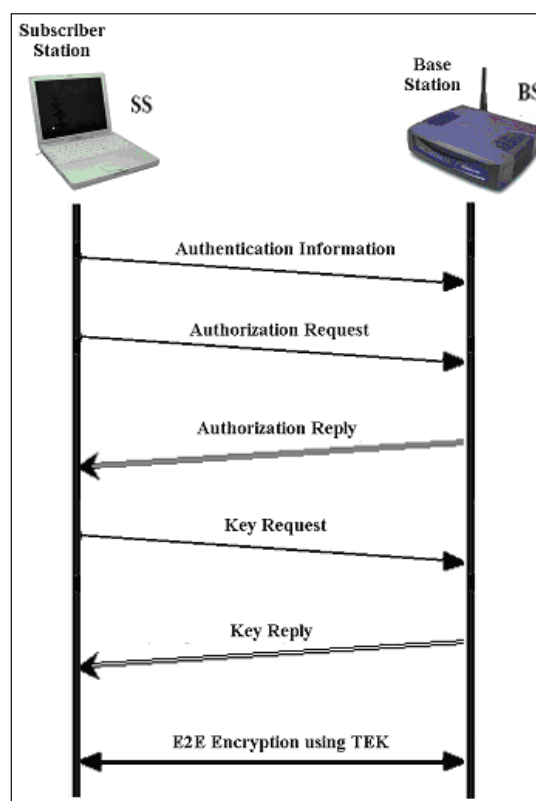 Subscriber
Station
SS
Base
Station
BS
Authentication Information
Authorization Request
Authorization Reply
Key Request
Key Reply
E2E Encryption using TEK